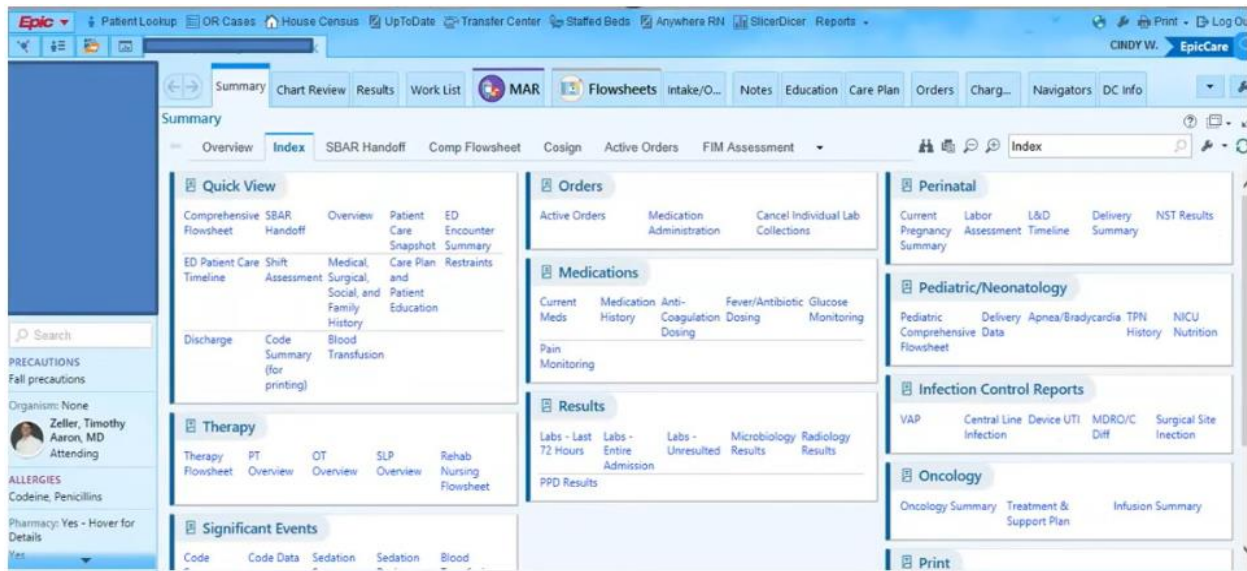 Epic Patient Lookup OR Cases House Census UpToDate Transfer Center Staffed Beds Anywhere RN SlicerDicer Reports Print Log Ou
CINDY W. EpicCare
Summary Chart Review Results Work List MAR Flowsheets Intake/O... Notes Education Care Plan Orders Charg... Navigators DC Info
Summary
Overview Index SBAR Handoff Comp Flowsheet Cosign Active Orders FIM Assessment Index
Search
PRECAUTIONS
Fall precautions
Organism: None
Zeller, Timothy
Aaron, MD
Attending
ALLERGIES
Codeine, Penicillins
Pharmacy: Yes - Hover for
Details
Yes
Quick View
Comprehensive SBAR Overview Patient ED
Flowsheet Handoff Care Encounter
Snapshot Summary
ED Patient Care Shift Medical, Care Plan Restraints
Timeline Assessment Surgical, and
Social, and Patient
Family Education
History
Discharge Code Blood
Summary Transfusion
(for
printing)
Therapy
Therapy PT OT SLP Rehab
Flowsheet Overview Overview Overview Nursing
Flowsheet
Significant Events
Code Code Data Sedation Sedation Blood
Orders
Active Orders Medication Cancel Individual Lab
Administration Collections
Medications
Current Medication Anti- Fever/Antibiotic Glucose
Meds History Coagulation Dosing Monitoring
Dosing
Pain
Monitoring
Results
Labs - Last Labs - Labs - Microbiology Radiology
72 Hours Entire Unresulted Results Results
Admission
PPD Results
Perinatal
Current Labor L&D Delivery NST Results
Pregnancy Assessment Timeline Summary
Summary
Pediatric/Neonatology
Pediatric Delivery Apnea/Bradycardia TPN NICU
Comprehensive Data History Nutrition
Flowsheet
Infection Control Reports
VAP Central Line Device UTI MDRO/C Surgical Site
Infection Diff Inection
Oncology
Oncology Summary Treatment & Infusion Summary
Support Plan
Print